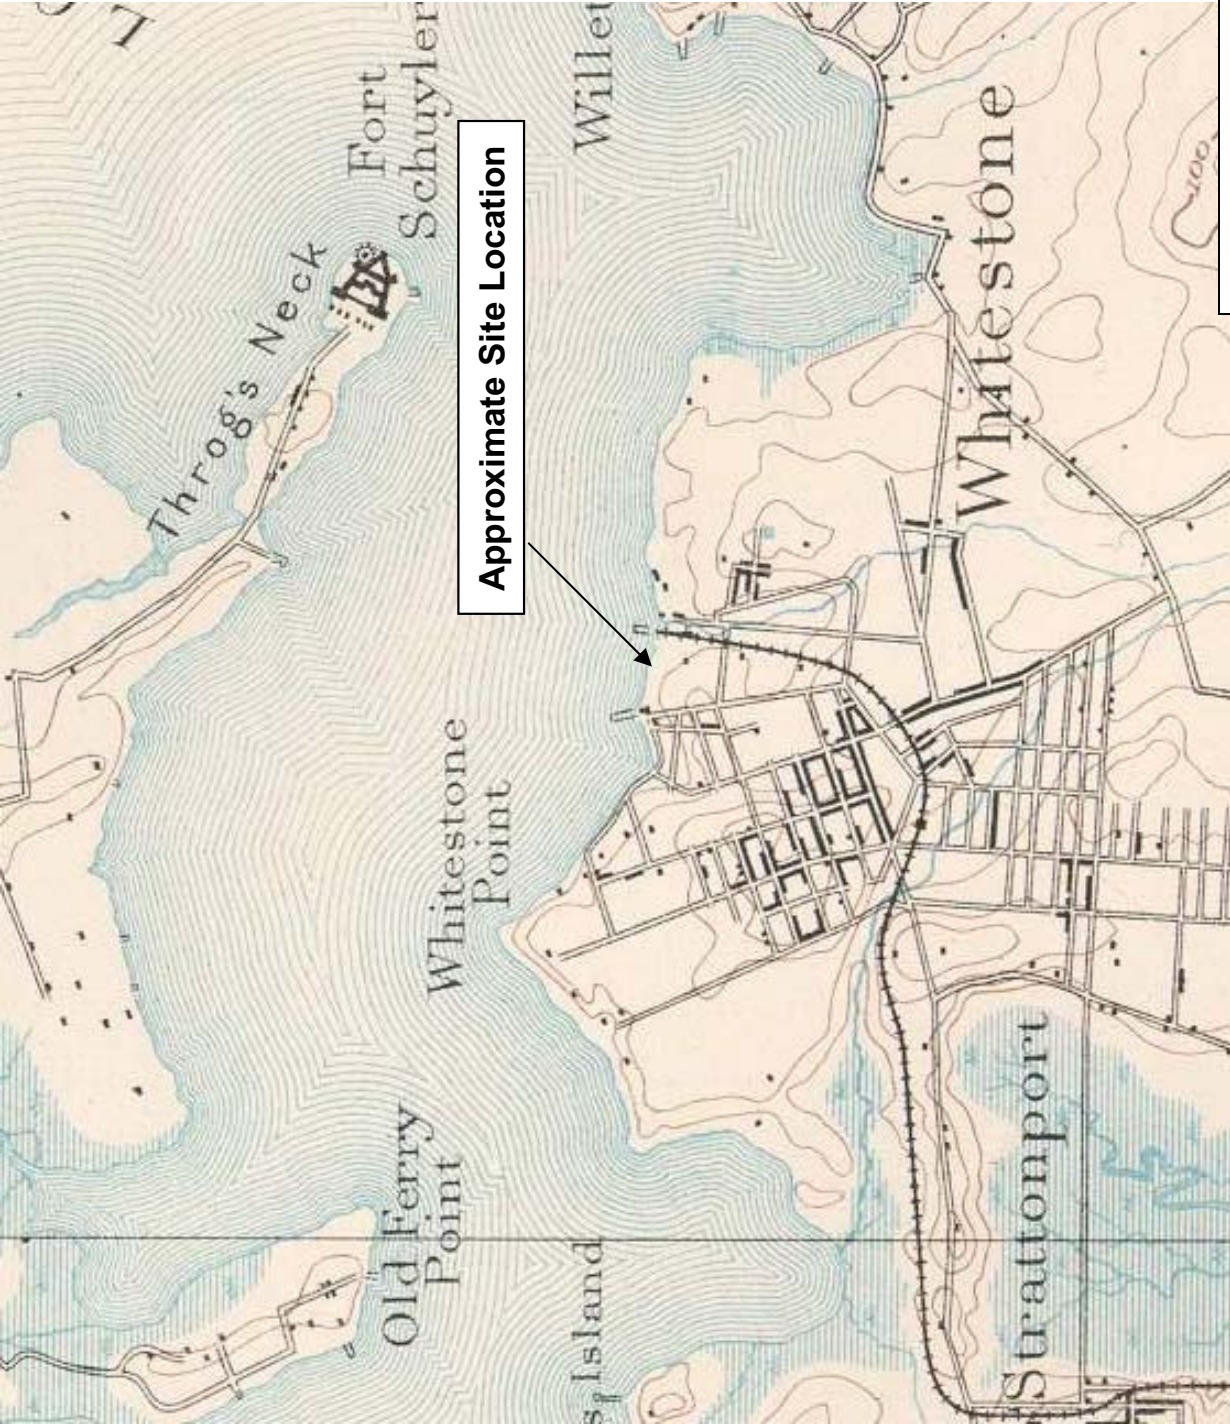 L
Fort
Schuyler
Willet
Throg's Neck
Approximate Site Location
Whitestone
100
Whitestone
Point
Old Ferry
Point
s Island
Strattonport